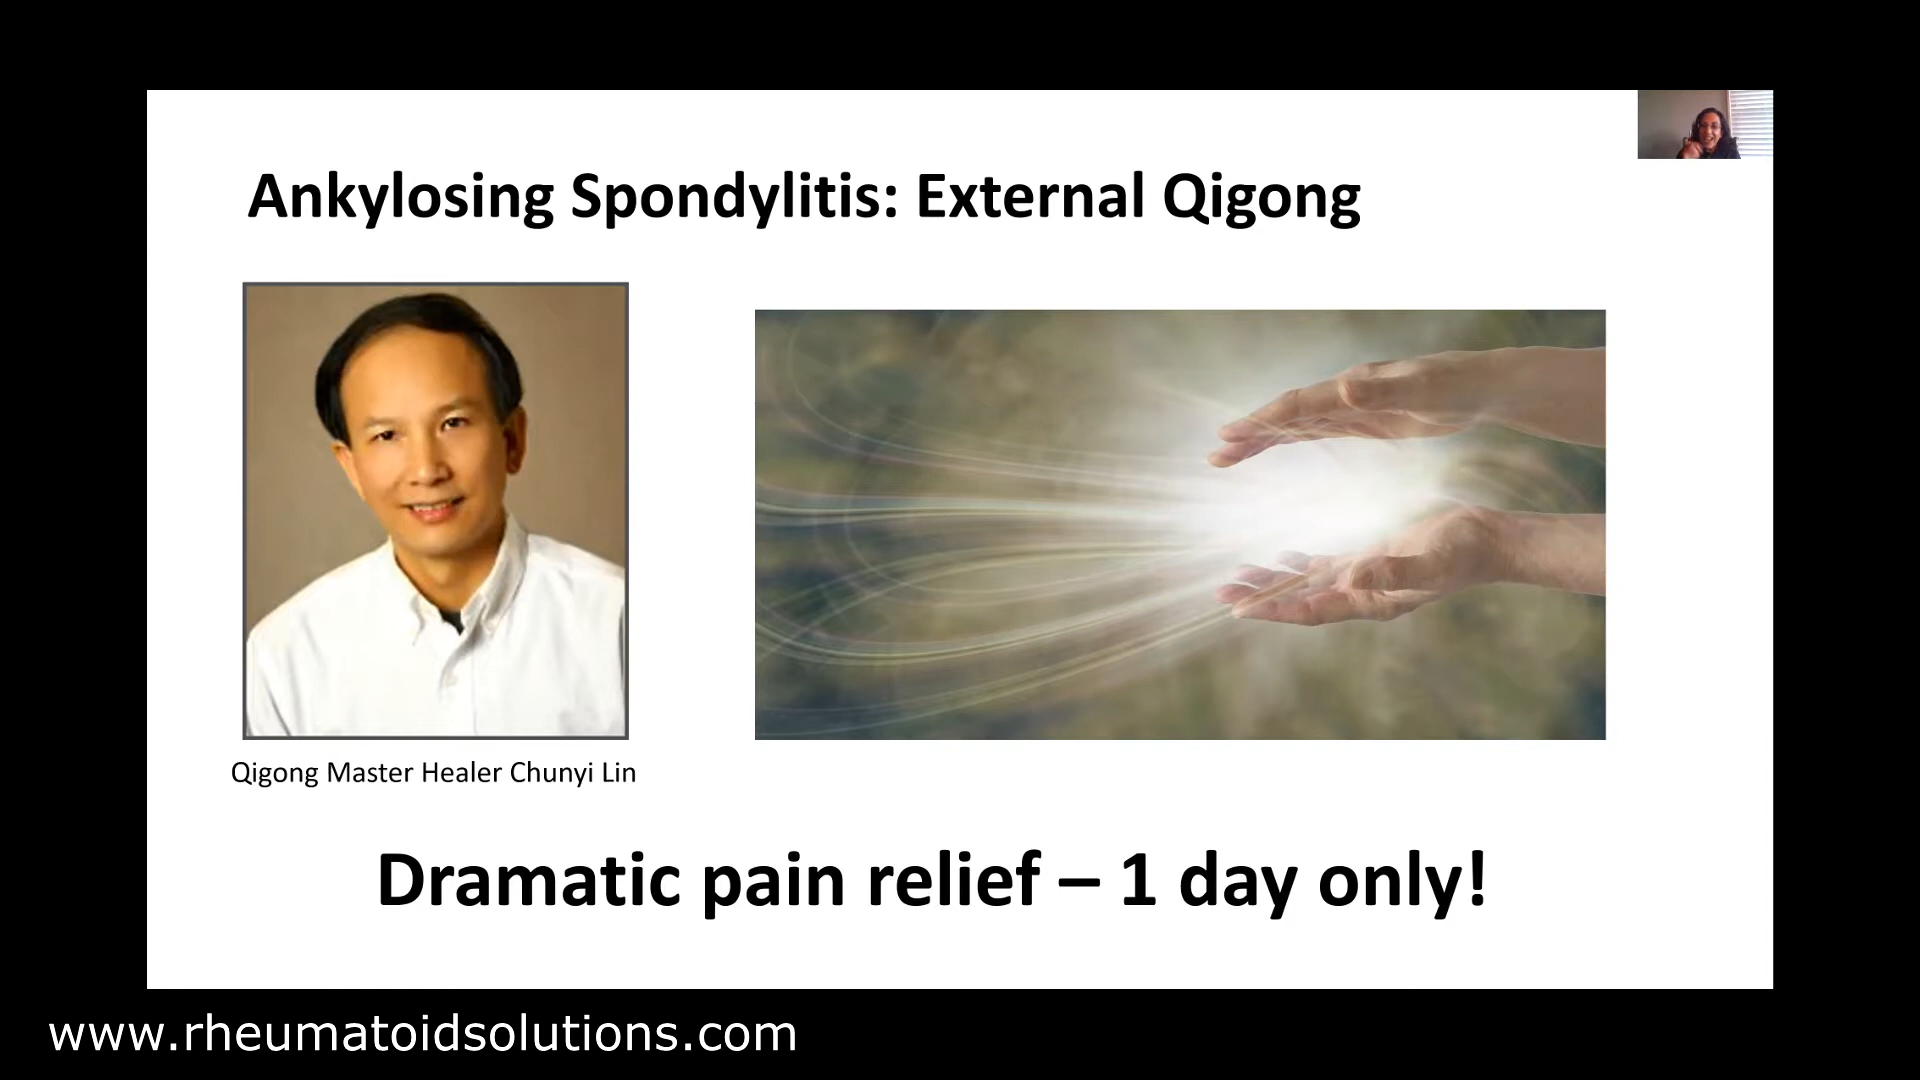 Ankylosing Spondylitis: External Qigong
Qigong Master Healer Chunyi Lin
Dramatic pain relief – 1 day only!
www.rheumatoidsolutions.com